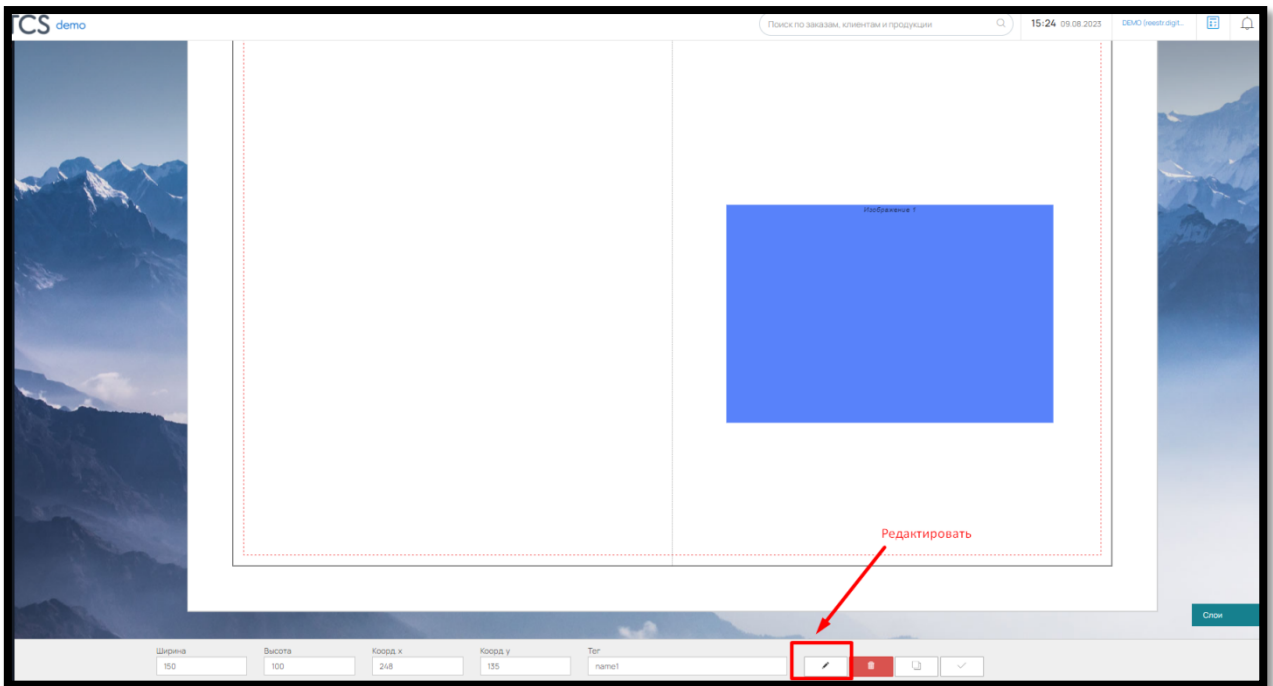 TCS demo
Поиск по заказам, клиентам и продукции
15:24 09.08.2023
DEMO (reestr.digit...
Изображение 1
Редактировать
Слои
Ширина Высота Коорд. x Коорд. y Тег
150 100 248 135 name1